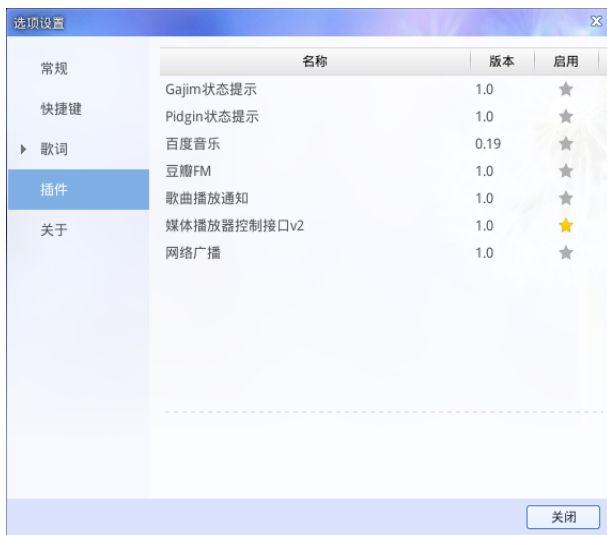 选项设置
常规
快捷键
歌词
插件
关于
名称 版本 启用
Gajim状态提示 1.0
Pidgin状态提示 1.0
百度音乐 0.19
豆瓣FM 1.0
歌曲播放通知 1.0
媒体播放器控制接口v2 1.0
网络广播 1.0
关闭